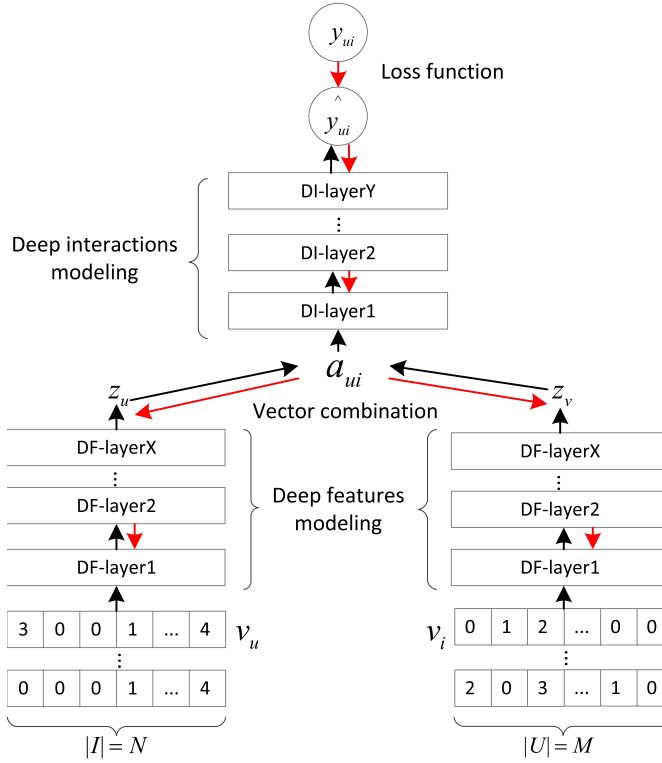 y_ui
Loss function
ŷ_ui
DI-layerY
⋮
Deep interactions
modeling
DI-layer2
DI-layer1
a_ui
z_u
z_v
Vector combination
DF-layerX
DF-layerX
⋮
⋮
DF-layer2
Deep features
modeling
DF-layer2
DF-layer1
DF-layer1
3 0 0 1 ... 4
v_u
v_i
0 1 2 ... 0 0
⋮
⋮
0 0 0 1 ... 4
2 0 3 ... 1 0
|I| = N
|U| = M